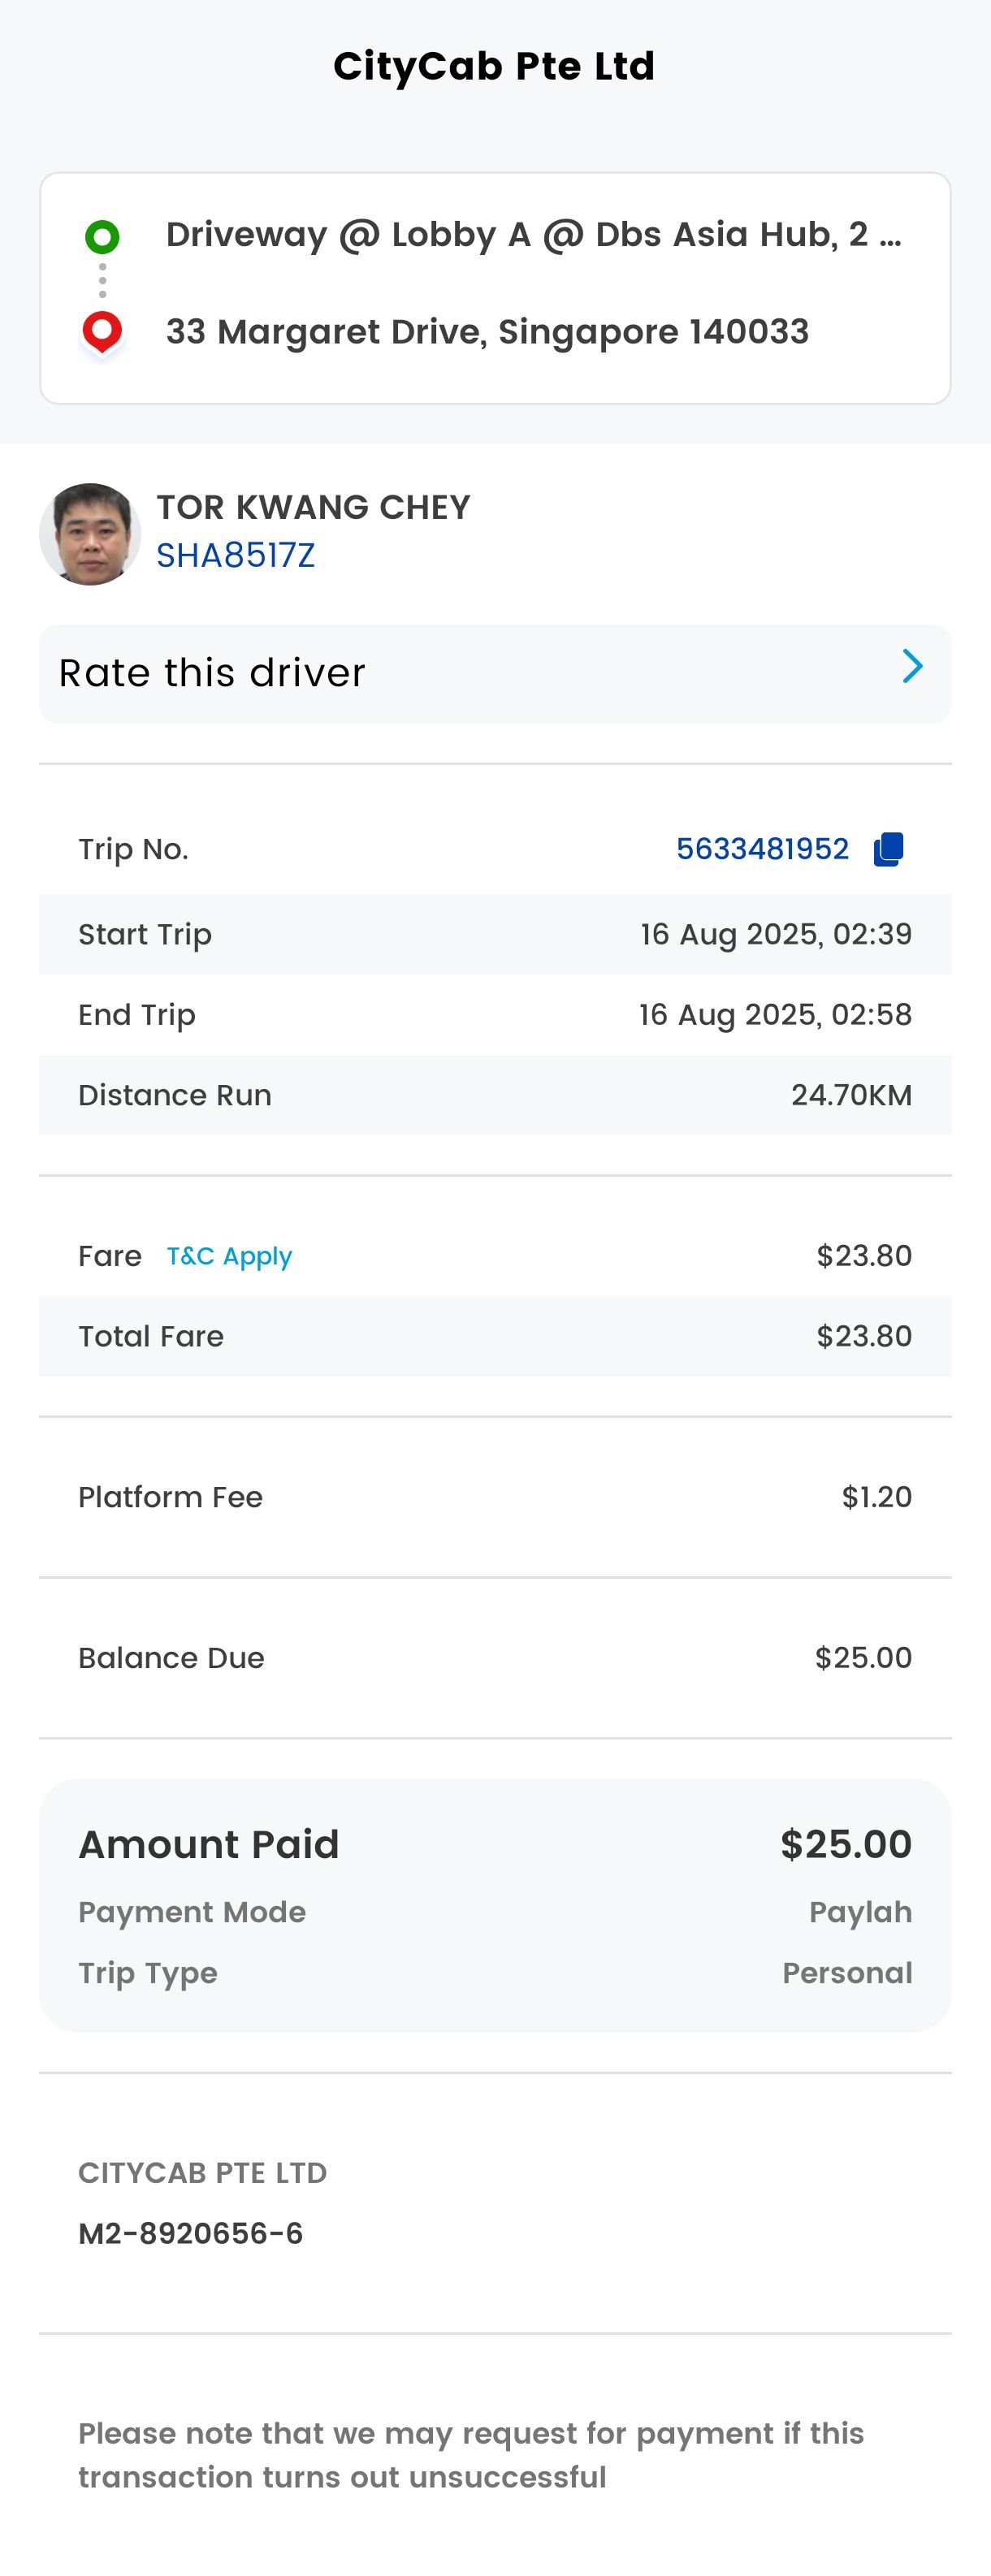 CityCab Pte Ltd
Driveway @ Lobby A @ Dbs Asia Hub, 2 ...
33 Margaret Drive, Singapore 140033
TOR KWANG CHEY
SHA8517Z
Rate this driver
Trip No. 5633481952
Start Trip 16 Aug 2025, 02:39
End Trip 16 Aug 2025, 02:58
Distance Run 24.70KM
Fare T&C Apply $23.80
Total Fare $23.80
Platform Fee $1.20
Balance Due $25.00
Amount Paid $25.00
Payment Mode Paylah
Trip Type Personal
CITYCAB PTE LTD
M2-8920656-6
Please note that we may request for payment if this
transaction turns out unsuccessful